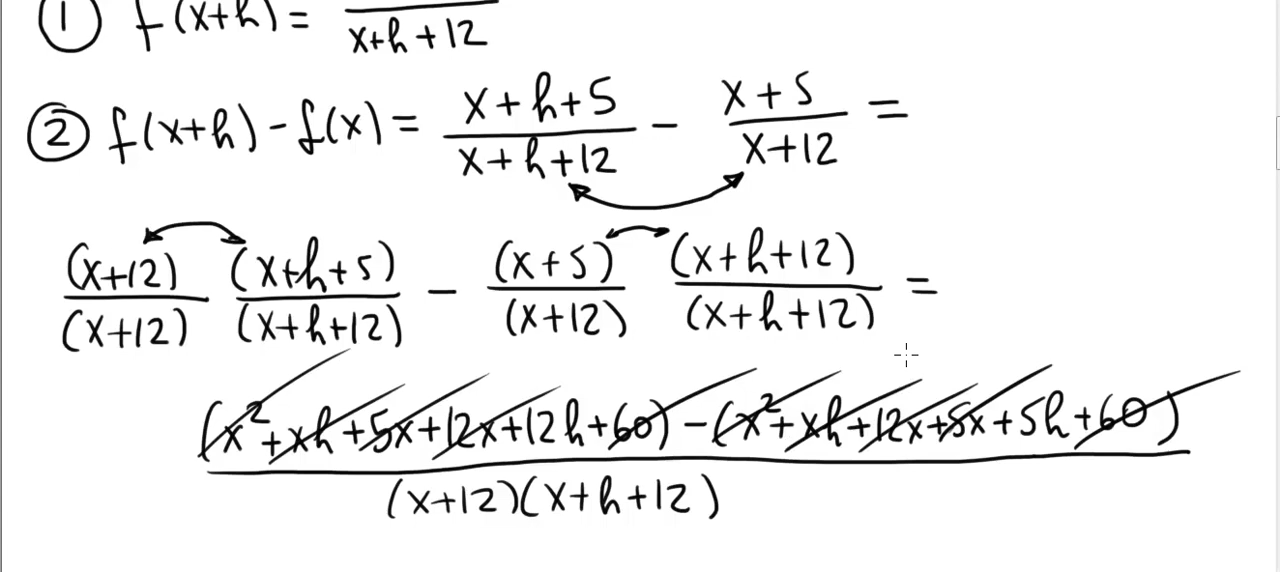 ① f(x+h) = ―/(x+h+12)
② f(x+h) - f(x) = (x+h+5)/(x+h+12) - (x+5)/(x+12) =
(x+12)/(x+12) (x+h+5)/(x+h+12) - (x+5)/(x+12) (x+h+12)/(x+h+12) =
(x²+xh+5x+12x+12h+60) - (x²+xh+12x+5x+5h+60)
(x+12)(x+h+12)